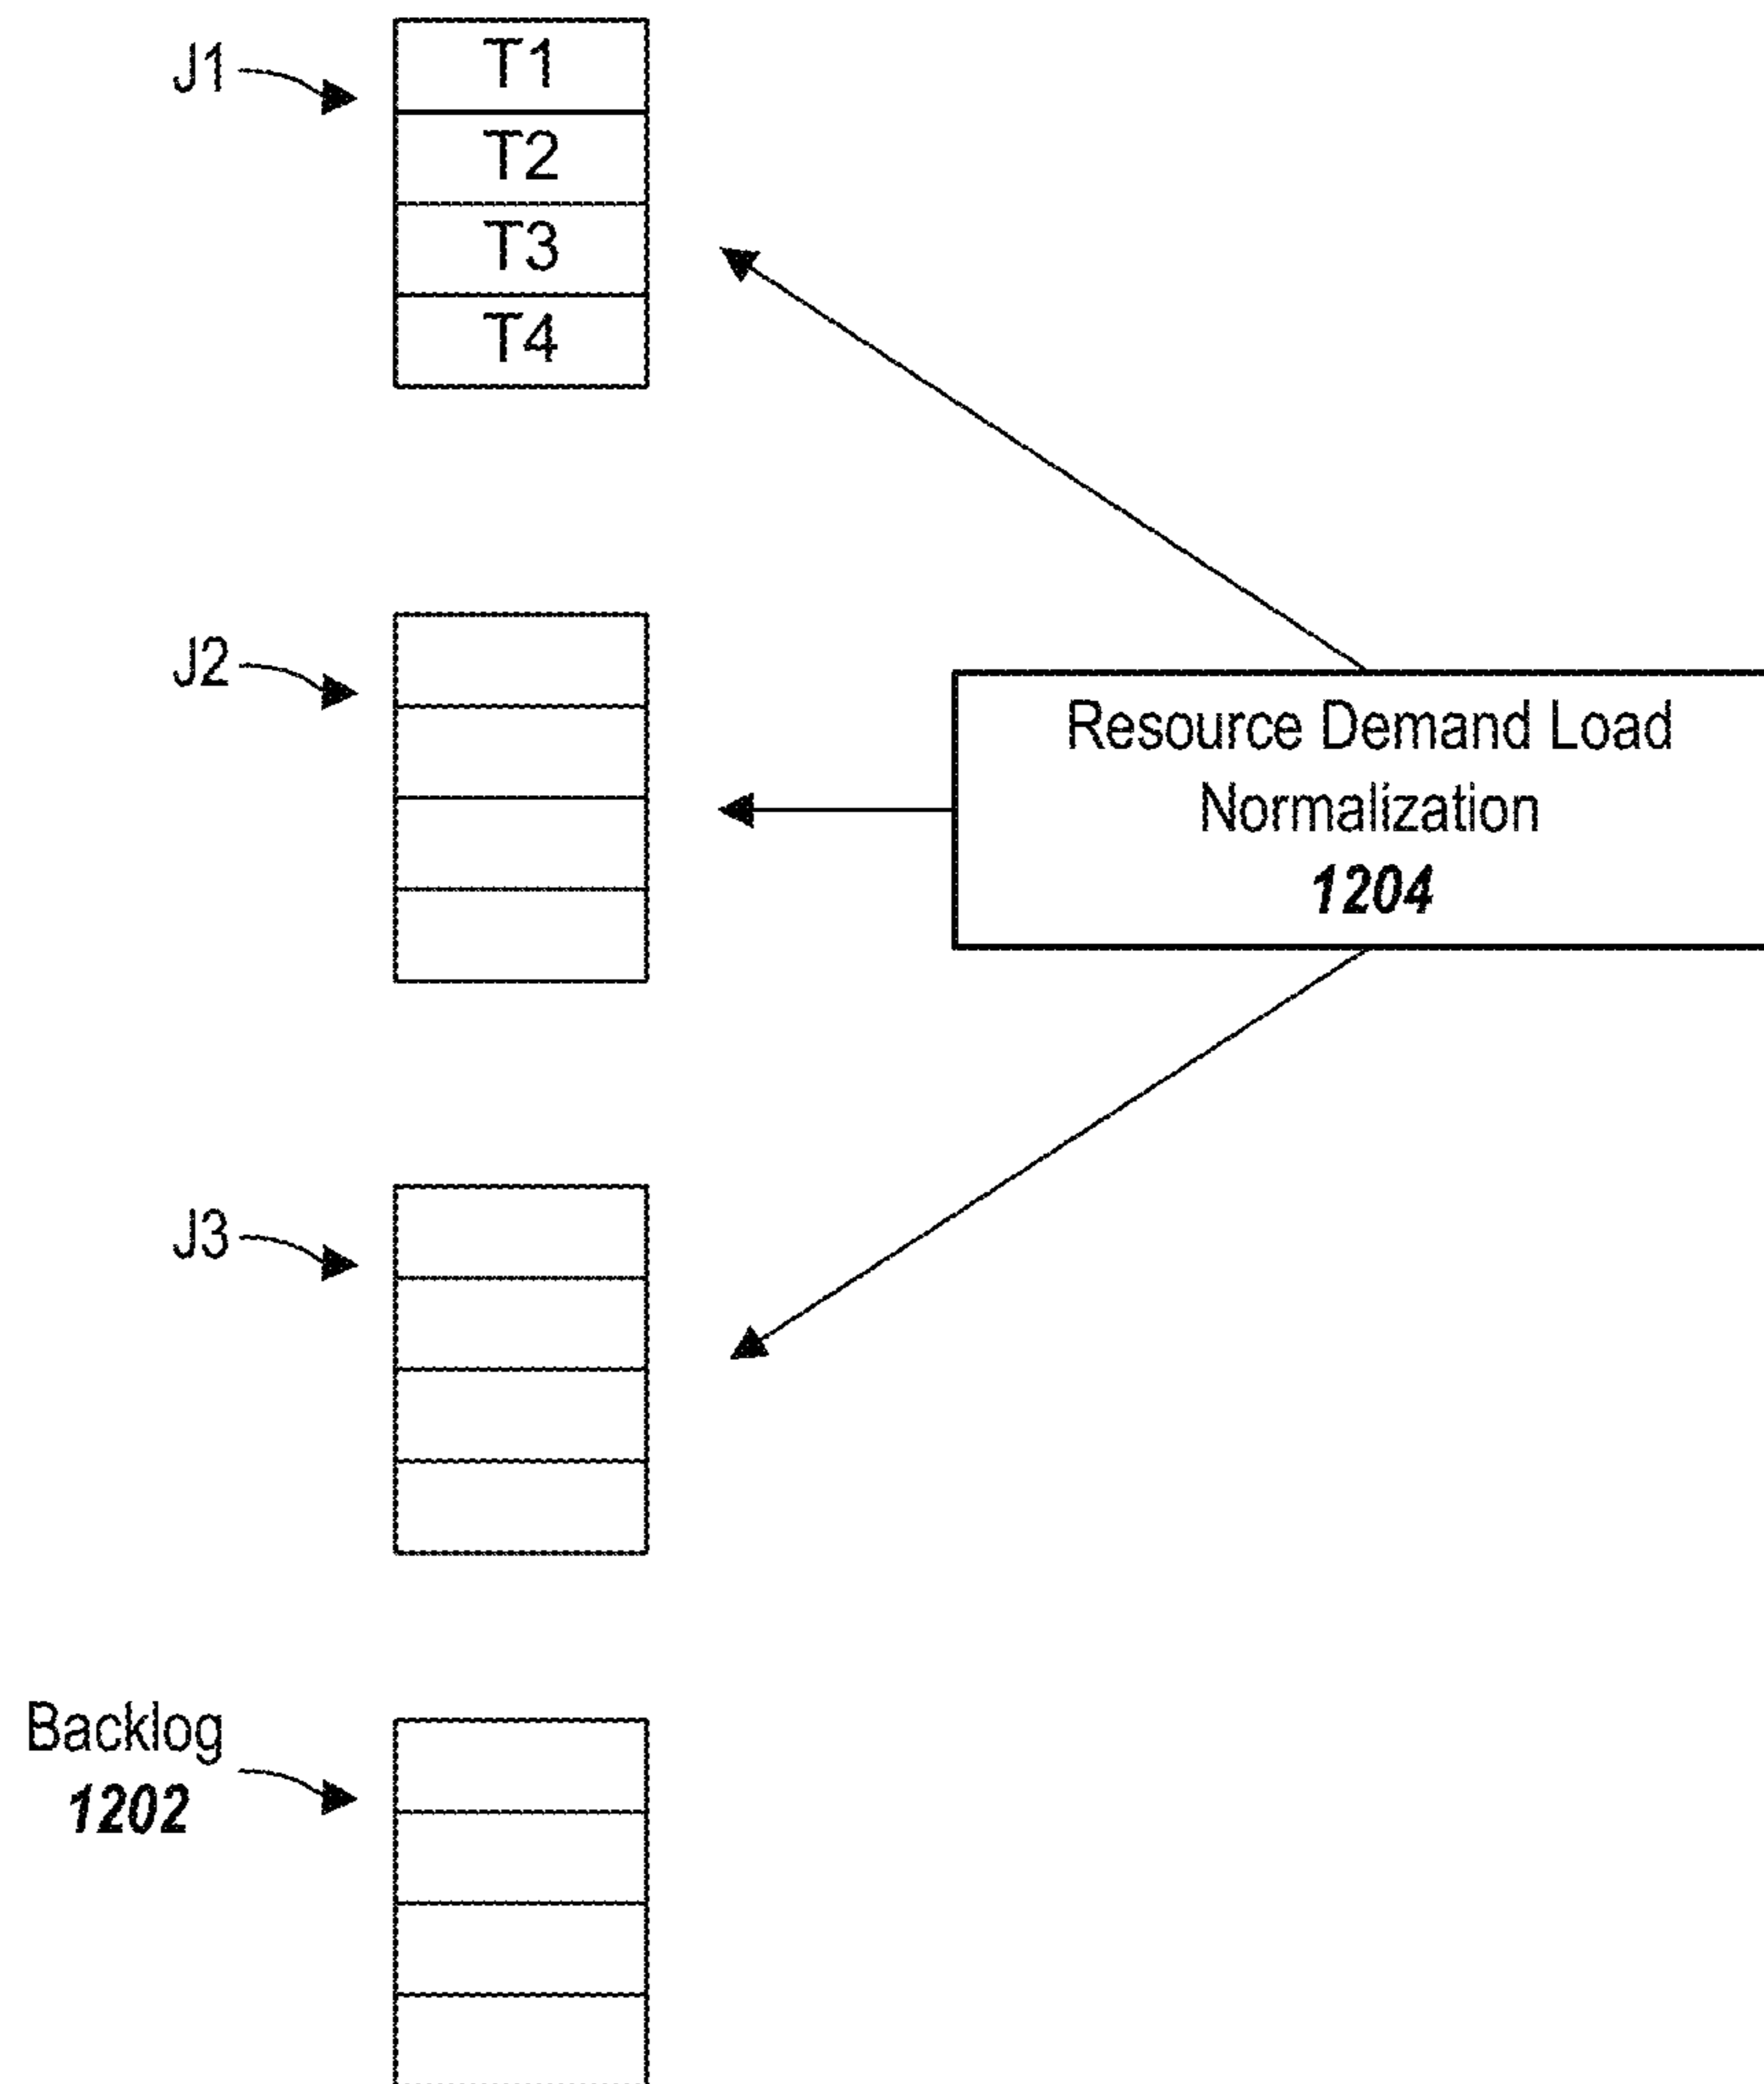 J1
T1
T2
T3
T4
J2
Resource Demand Load
Normalization
1204
J3
Backlog
1202